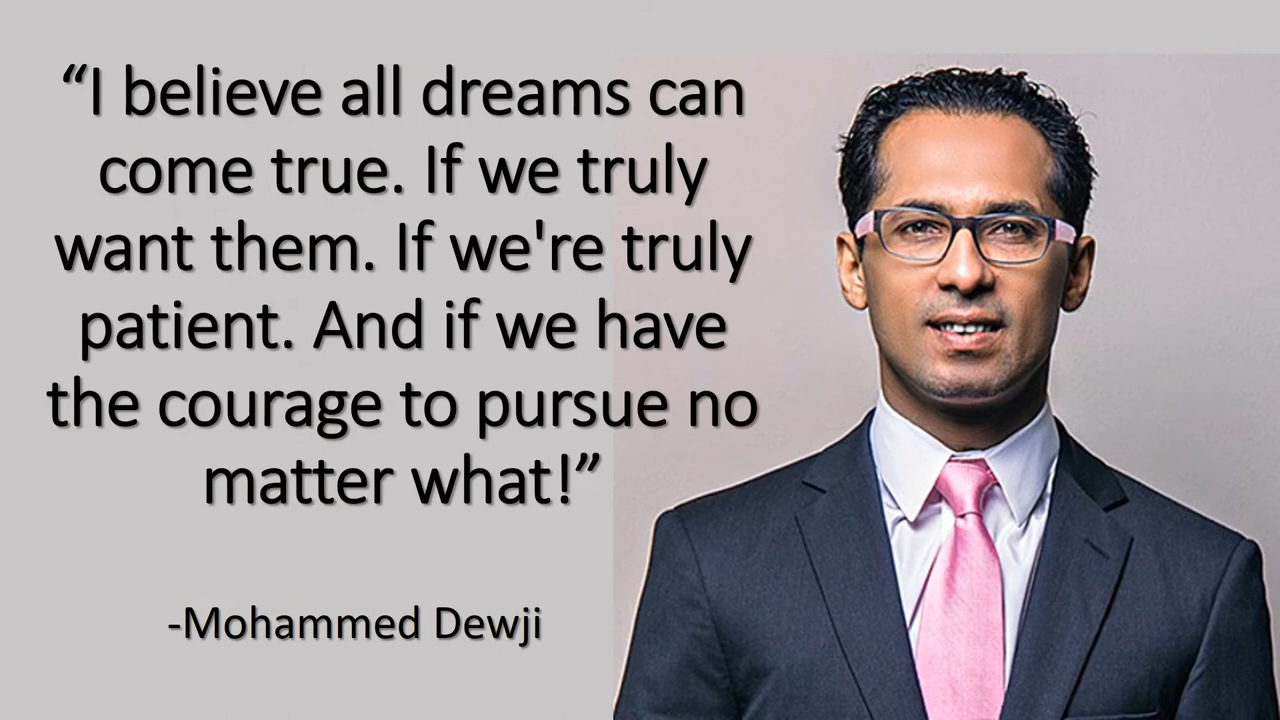 “I believe all dreams can
come true. If we truly
want them. If we're truly
patient. And if we have
the courage to pursue no
matter what!”
-Mohammed Dewji